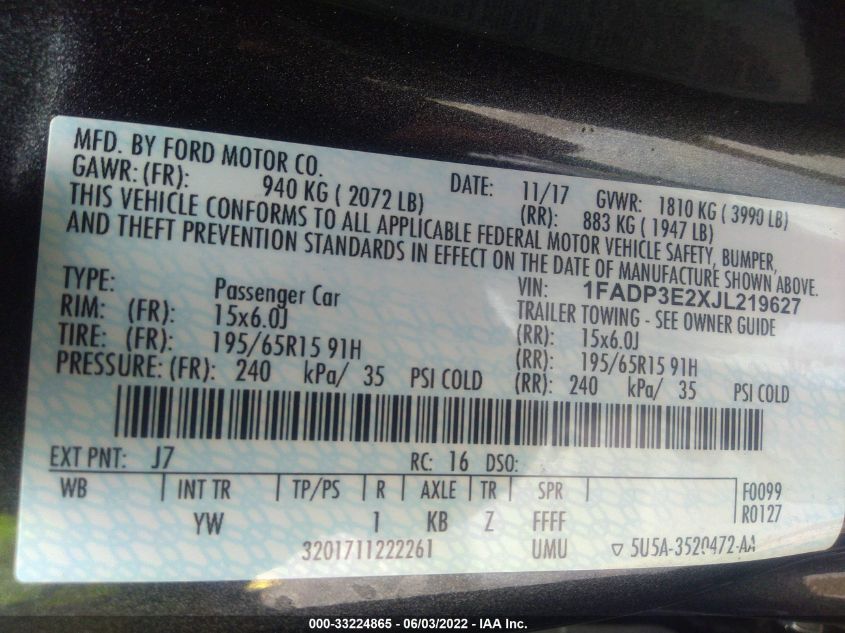 MFD. BY FORD MOTOR CO.
DATE: 11/17 GVWR: 1810 KG ( 3990 LB)
GAWR: (FR): 940 KG ( 2072 LB) (RR): 883 KG ( 1947 LB)
THIS VEHICLE CONFORMS TO ALL APPLICABLE FEDERAL MOTOR VEHICLE SAFETY, BUMPER,
AND THEFT PREVENTION STANDARDS IN EFFECT ON THE DATE OF MANUFACTURE SHOWN ABOVE.
TYPE: Passenger Car VIN: 1FADP3E2XJL219627
TRAILER TOWING - SEE OWNER GUIDE
RIM: (FR): 15x6.0J (RR): 15x6.0J
TIRE: (FR): 195/65R15 91H (RR): 195/65R15 91H
PRESSURE: (FR): 240 kPa/ 35 PSI COLD (RR): 240 kPa/ 35 PSI COLD
EXT PNT: J7 RC: 16 DSO:
WB INT TR TP/PS R AXLE TR SPR F0099
YW 1 KB Z FFFF R0127
3201711222261 UMU ▽ 5U5A-3520472-AA
000-33224865 - 06/03/2022 - IAA Inc.